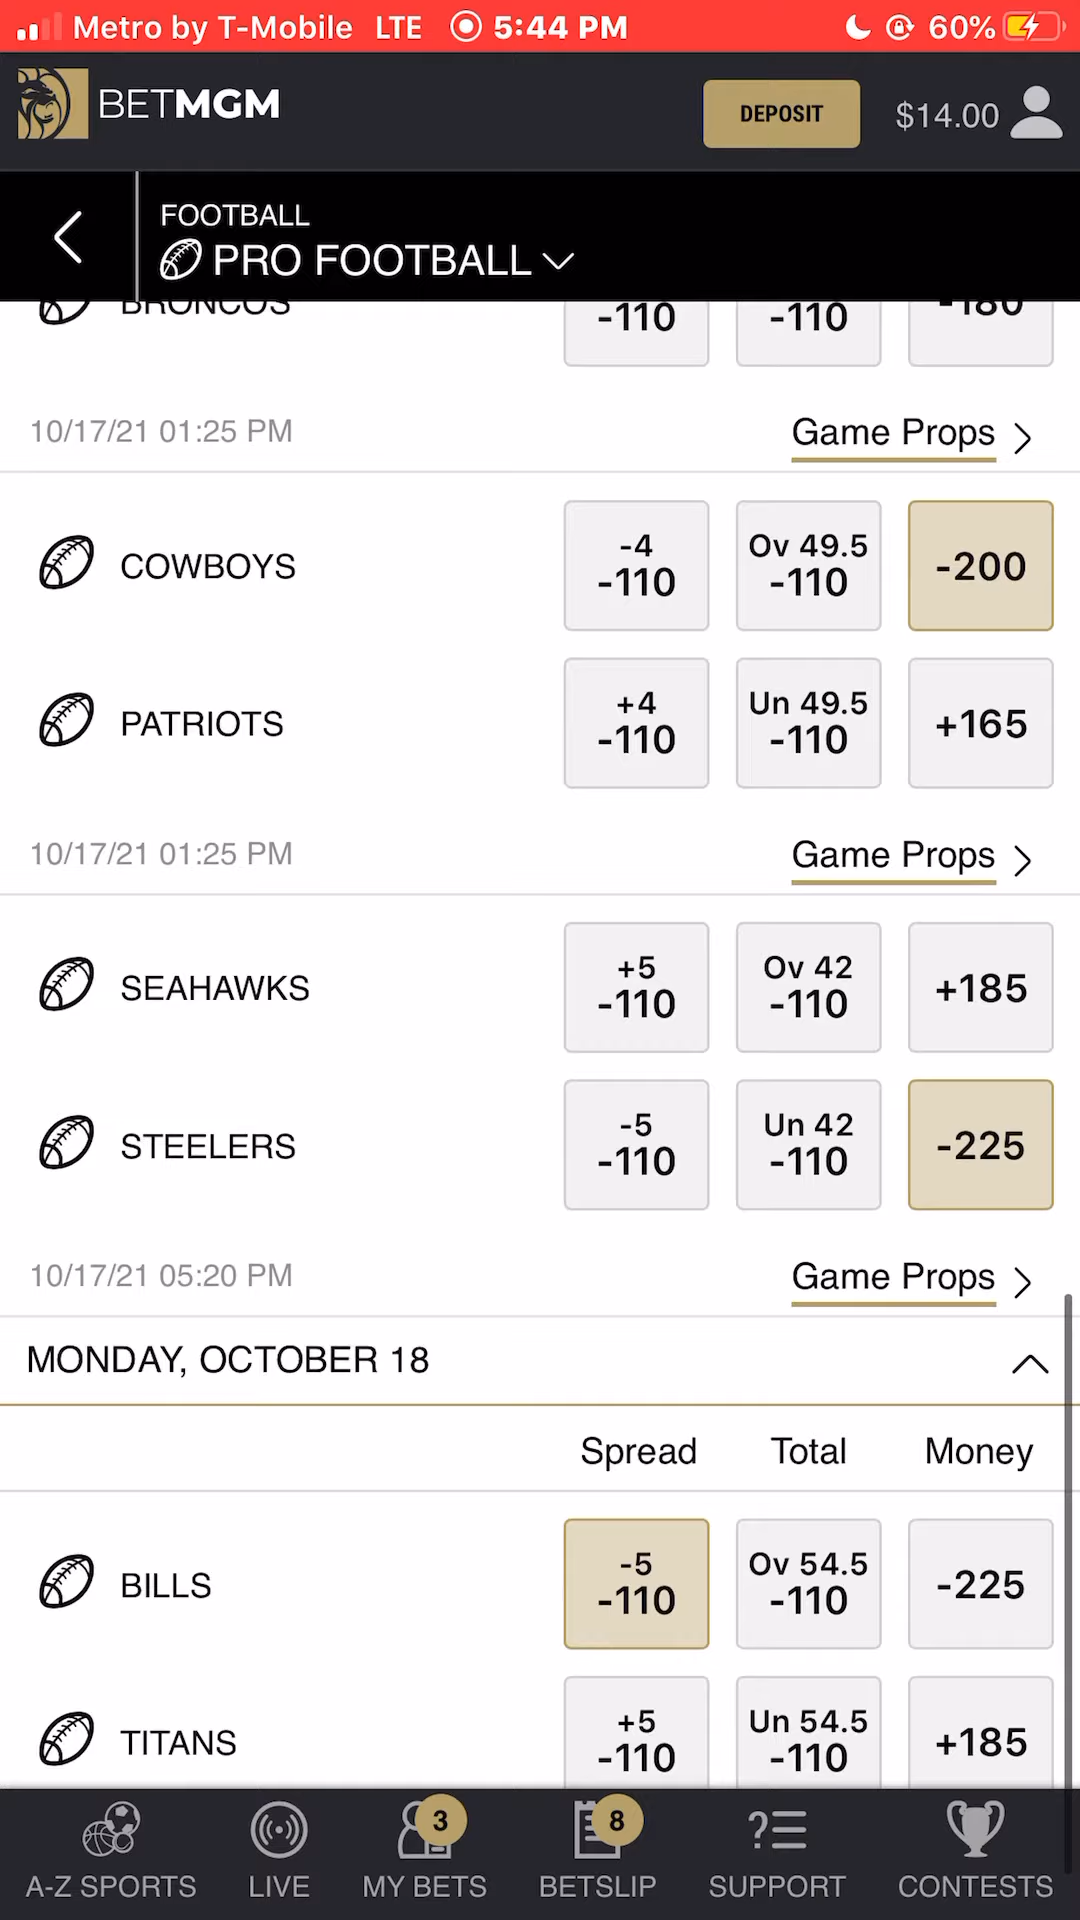 Metro by T-Mobile LTE 5:44 PM 60%
BETMGM DEPOSIT $14.00
FOOTBALL
PRO FOOTBALL
BRONCOS -110 -110 -180
10/17/21 01:25 PM Game Props
-4 Ov 49.5
COWBOYS -110 -110 -200
+4 Un 49.5
PATRIOTS -110 -110 +165
10/17/21 01:25 PM Game Props
+5 Ov 42
SEAHAWKS -110 -110 +185
-5 Un 42
STEELERS -110 -110 -225
10/17/21 05:20 PM Game Props
MONDAY, OCTOBER 18
Spread Total Money
-5 Ov 54.5
BILLS -110 -110 -225
+5 Un 54.5
TITANS -110 -110 +185
3 8
A-Z SPORTS LIVE MY BETS BETSLIP SUPPORT CONTESTS